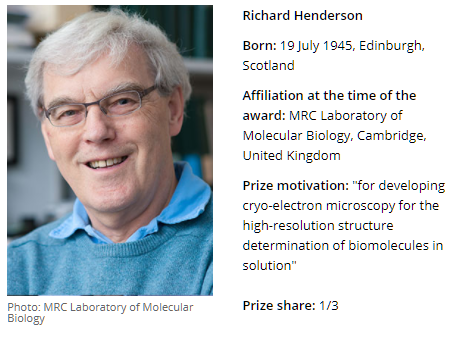 Richard Henderson
Born: 19 July 1945, Edinburgh,
Scotland
Affiliation at the time of the
award: MRC Laboratory of
Molecular Biology, Cambridge,
United Kingdom
Prize motivation: "for developing
cryo-electron microscopy for the
high-resolution structure
determination of biomolecules in
solution"
Prize share: 1/3
Photo: MRC Laboratory of Molecular
Biology